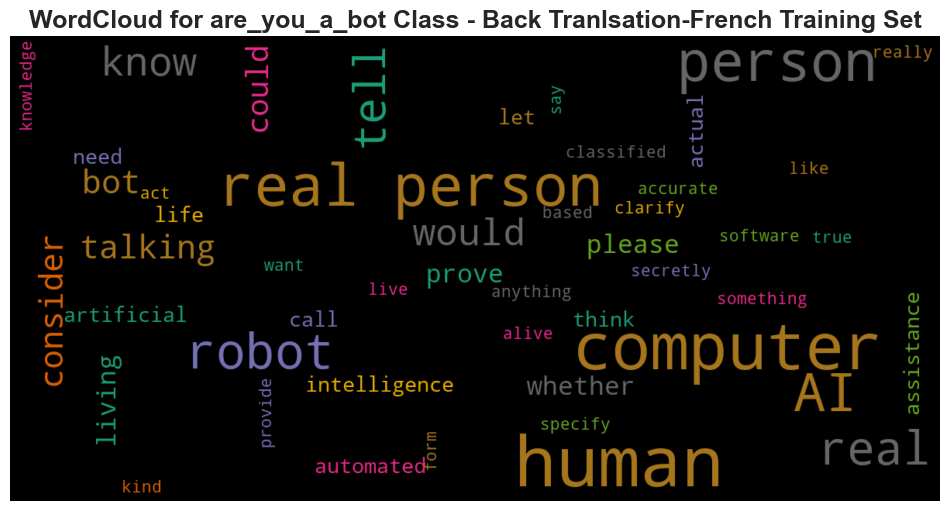 WordCloud for are_you_a_bot Class - Back Tranlsation-French Training Set
knowledge
know
could
tell
person
really
say
let
actual
need
classified
like
bot
act
real person
accurate
life
based
clarify
consider
talking
would
please
software
true
want
prove
secretly
live
anything
something
artificial
call
think
assistance
alive
robot
computer
living
intelligence
whether
AI
provide
specify
form
human
real
automated
kind